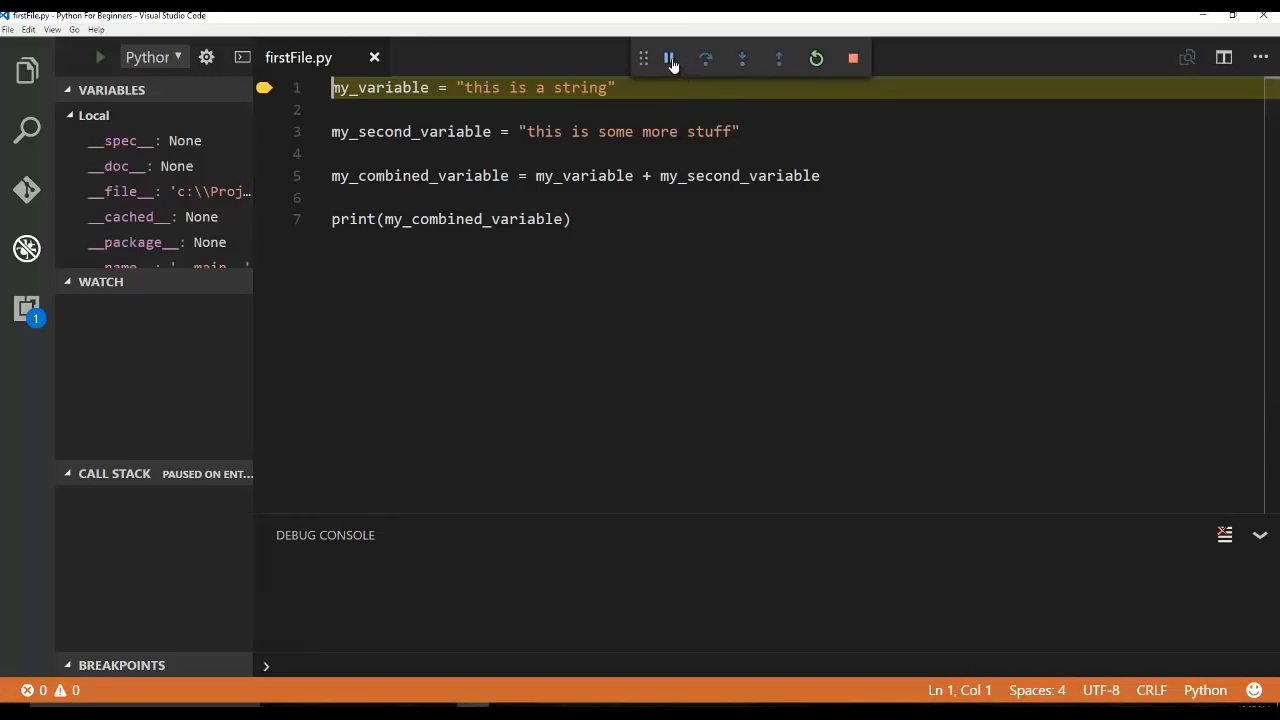 firstFile.py - Python For Beginners - Visual Studio Code
File Edit View Go Help
Python
firstFile.py
VARIABLES
Local
__spec__: None
__doc__: None
__file__: 'c:\\Proj…
__cached__: None
__package__: None
__name__: '__main__'
WATCH
CALL STACK PAUSED ON ENT…
BREAKPOINTS
1
1 my_variable = "this is a string"
2
3 my_second_variable = "this is some more stuff"
4
5 my_combined_variable = my_variable + my_second_variable
6
7 print(my_combined_variable)
DEBUG CONSOLE
0 0
Ln 1, Col 1 Spaces: 4 UTF-8 CRLF Python